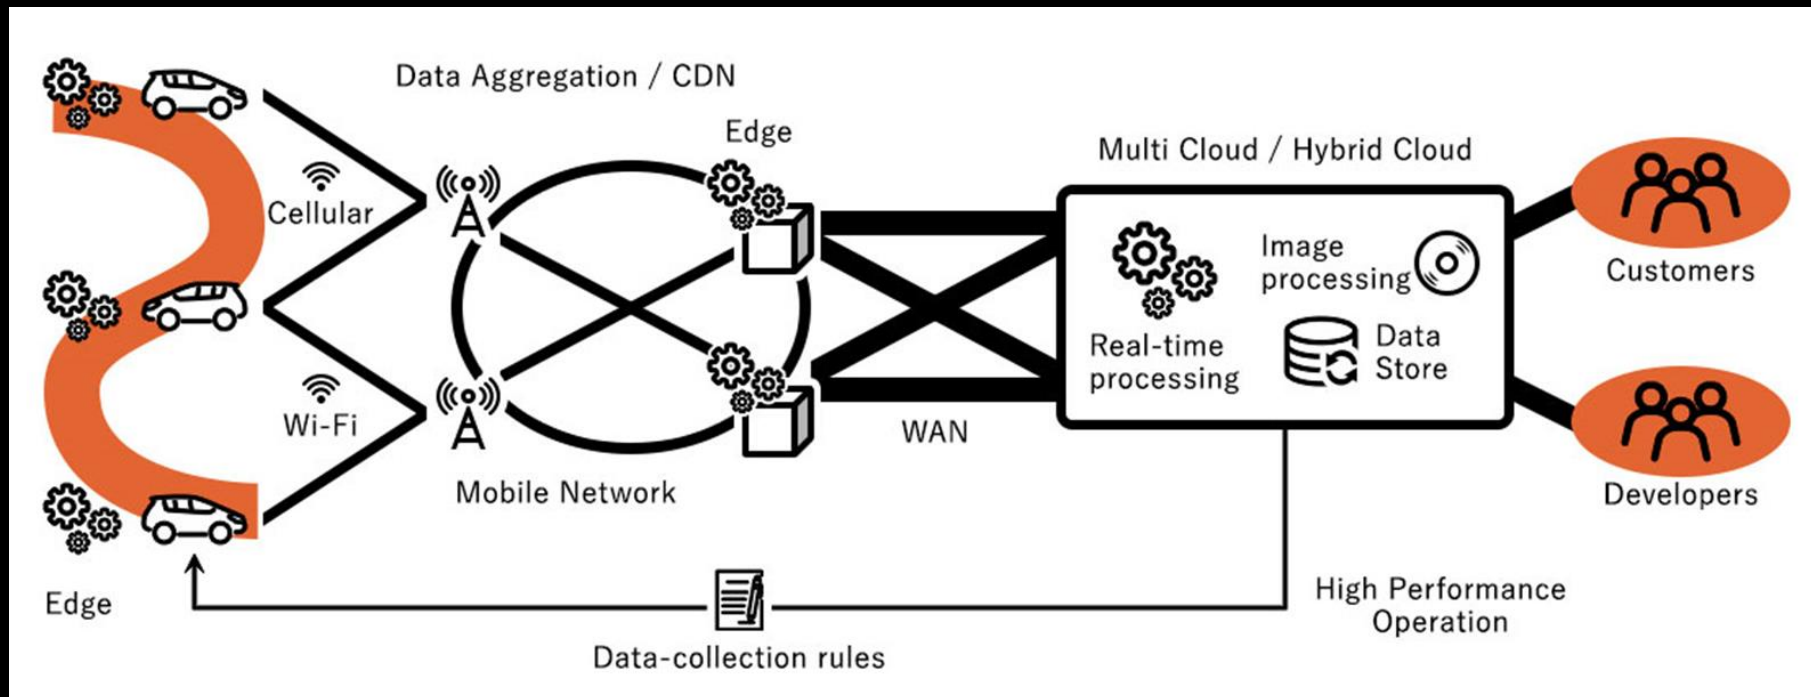 Data Aggregation / CDN
Edge
Multi Cloud / Hybrid Cloud
Cellular
Image
processing
Customers
Real-time
processing
Data
Store
Wi-Fi
WAN
Mobile Network
Developers
Edge
High Performance
Operation
Data-collection rules